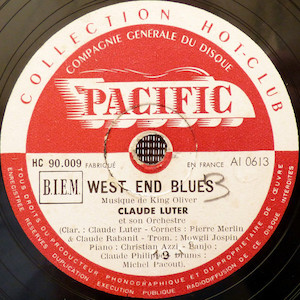 COLLECTION HOT-CLUB
COMPAGNIE GÉNÉRALE DU DISQUE
PACIFIC
HC 90.009 FABRIQUÉ EN FRANCE AI 0613
B.I.E.M. WEST END BLUES
B
Musique de King Oliver
CLAUDE LUTER
et son Orchestre
(Clar. : Claude Luter - Cornets : Pierre Merlin
& Claude Rabanit - Trom. : Mowgli Jospin
Piano : Christian Azzi - Banjo :
Claude Philippe - Drums :
Michel Pacout).
19
TOUS DROITS DU PRODUCTEUR PHONOGRAPHIQUE ET DU PROPRIÉTAIRE DE L'ŒUVRE
ENREGISTRÉE RÉSERVÉS DUPLICATION EXÉCUTION PUBLIQUE RADIODIFFUSION DE CE DISQUE INTERDITES